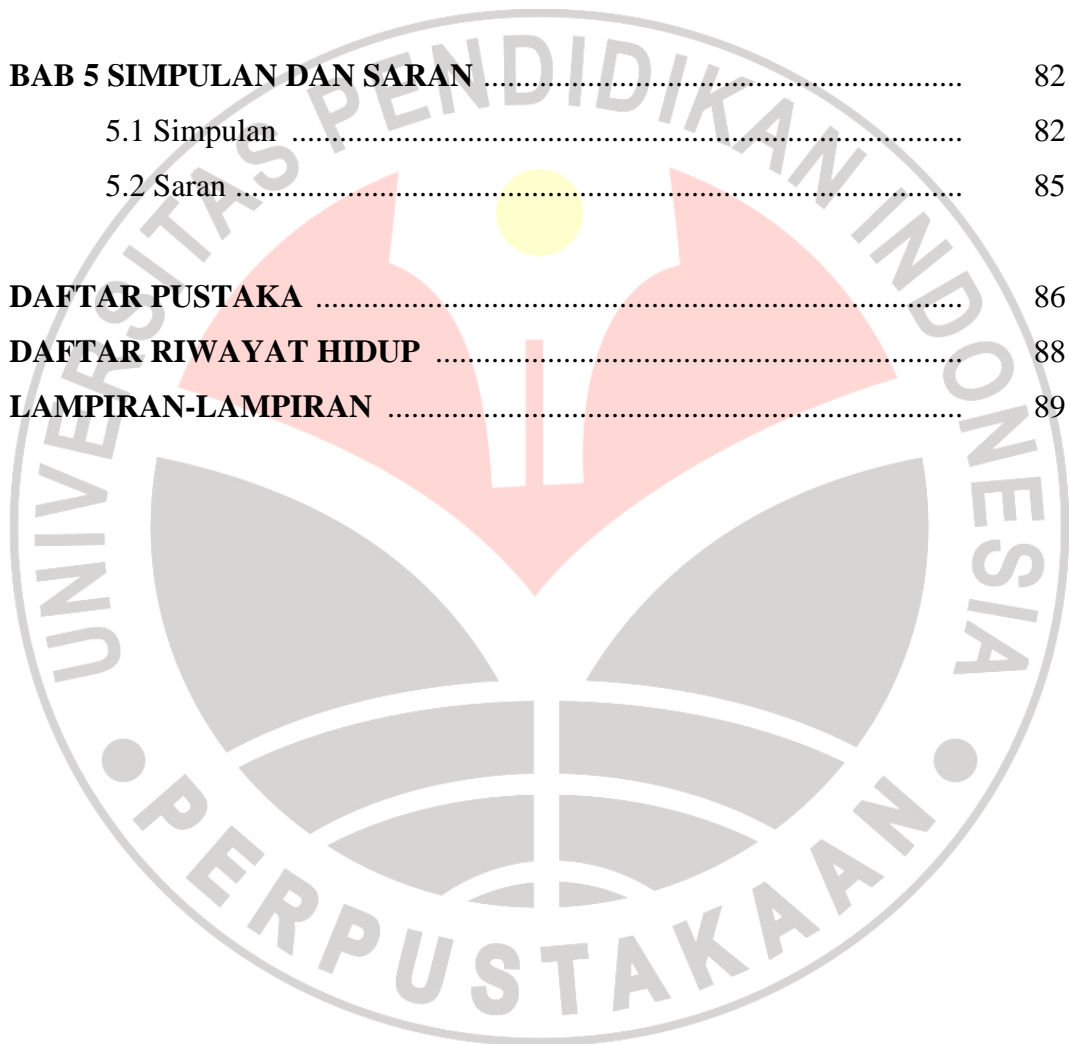 BAB 5 SIMPULAN DAN SARAN ........................................................... 82
5.1 Simpulan ................................................................................... 82
5.2 Saran .......................................................................................... 85
DAFTAR PUSTAKA ................................................................................ 86
DAFTAR RIWAYAT HIDUP ................................................................. 88
LAMPIRAN-LAMPIRAN ....................................................................... 89
UNIVERSITAS PENDIDIKAN INDONESIA
PERPUSTAKAAN